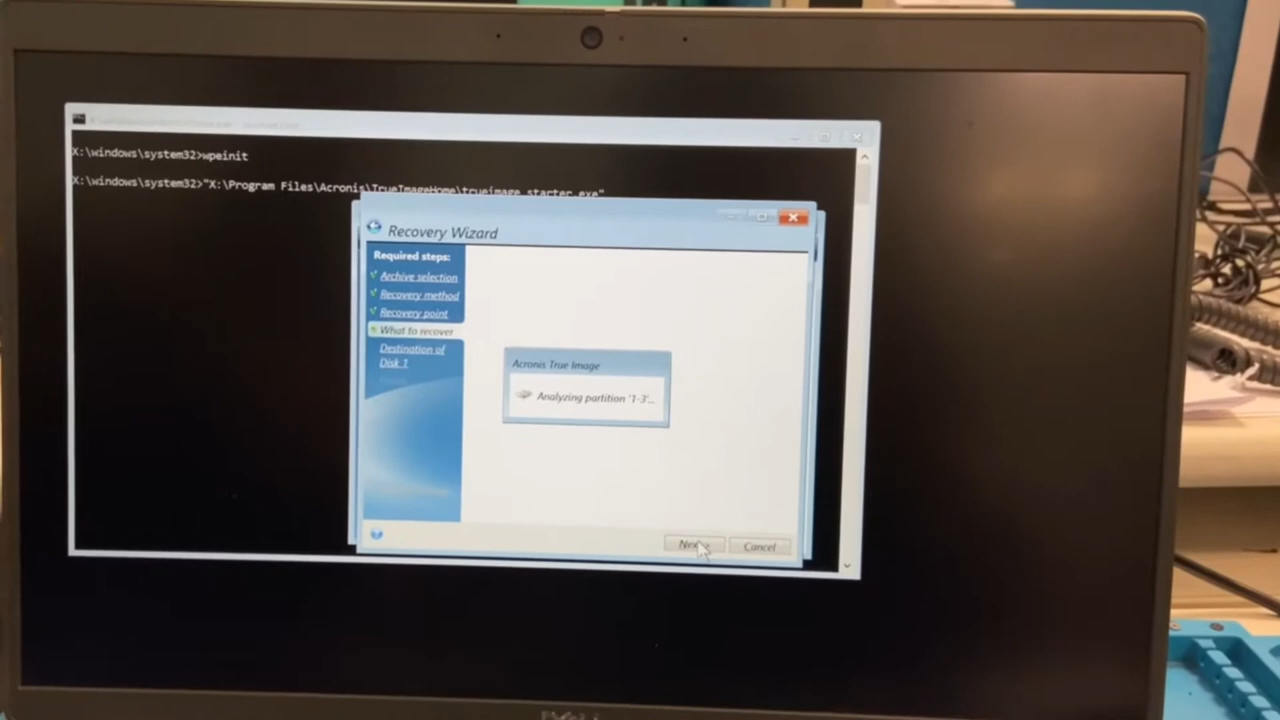 X:\windows\system32>wpeinit
X:\windows\system32>"X:\Program Files\Acronis\TrueImageHome\trueimage_starter.exe"
Recovery Wizard
Required steps:
Archive selection
Recovery method
Recovery point
What to recover
Destination of
Disk 1
Acronis True Image
Analyzing partition '1-3'...
Cancel